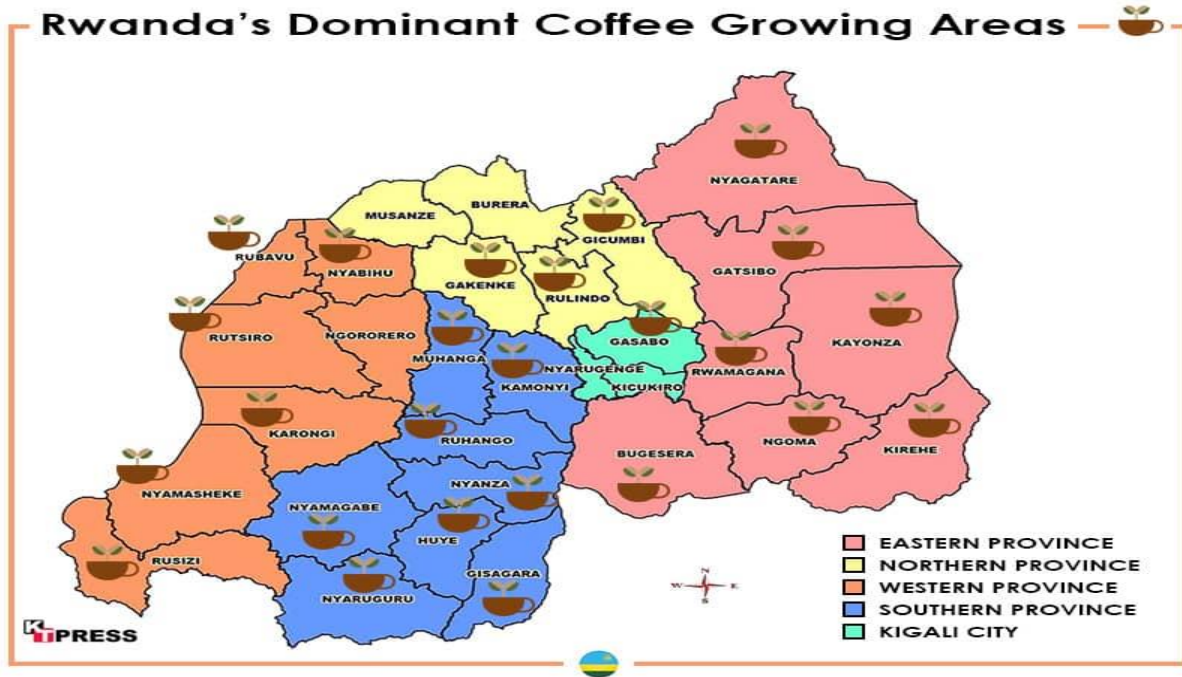 Rwanda's Dominant Coffee Growing Areas
NYAGATARE
BURERA
MUSANZE
GICUMBI
RUBAVU
NYABIHU
GATSIBO
GAKENKE
RULINDO
RUTSIRO
NGORORERO
GASABO
KAYONZA
MUHANGA
NYARUGENGE
RWAMAGANA
KAMONYI
KICUKIRO
KARONGI
RUHANGO
NGOMA
KIREHE
BUGESERA
NYAMASHEKE
NYANZA
NYAMAGABE
HUYE
RUSIZI
GISAGARA
NYARUGURU
N
W E
S
EASTERN PROVINCE
NORTHERN PROVINCE
WESTERN PROVINCE
SOUTHERN PROVINCE
KIGALI CITY
KTPRESS